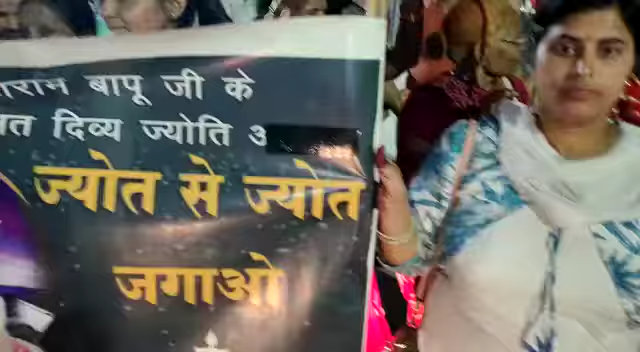 बापू जी के
दिव्य ज्योति अ
ज्योत से ज्योत
जगाओ